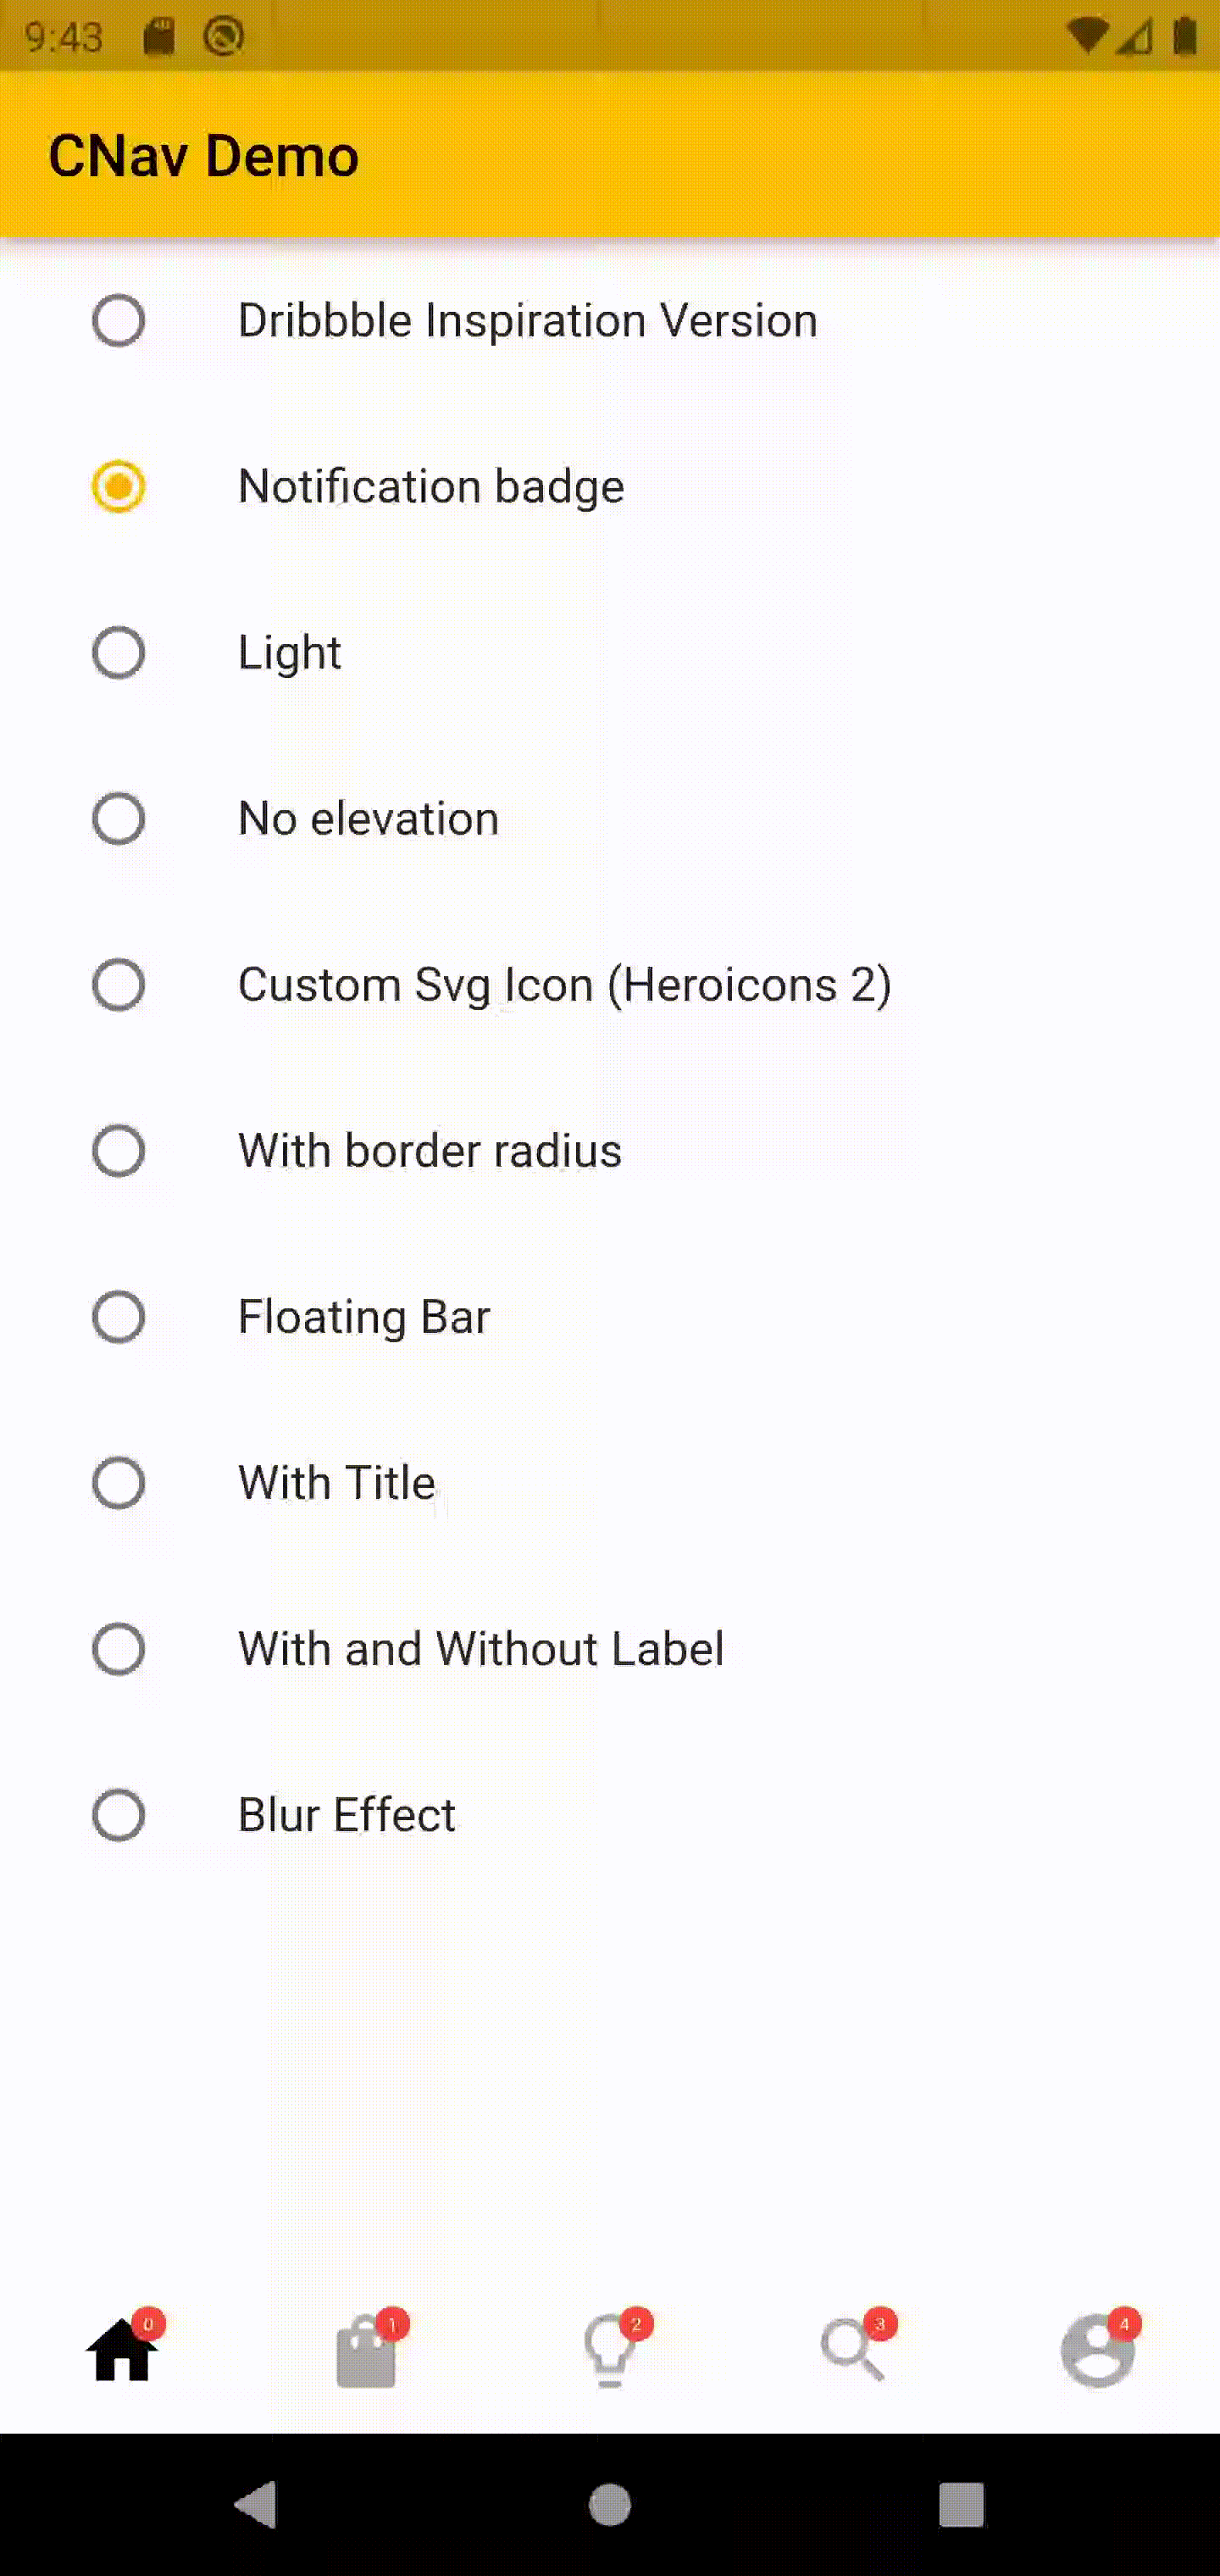 9:43
CNav Demo
Dribbble Inspiration Version
Notification badge
Light
No elevation
Custom Svg Icon (Heroicons 2)
With border radius
Floating Bar
With Title
With and Without Label
Blur Effect
0 1 2 3 4